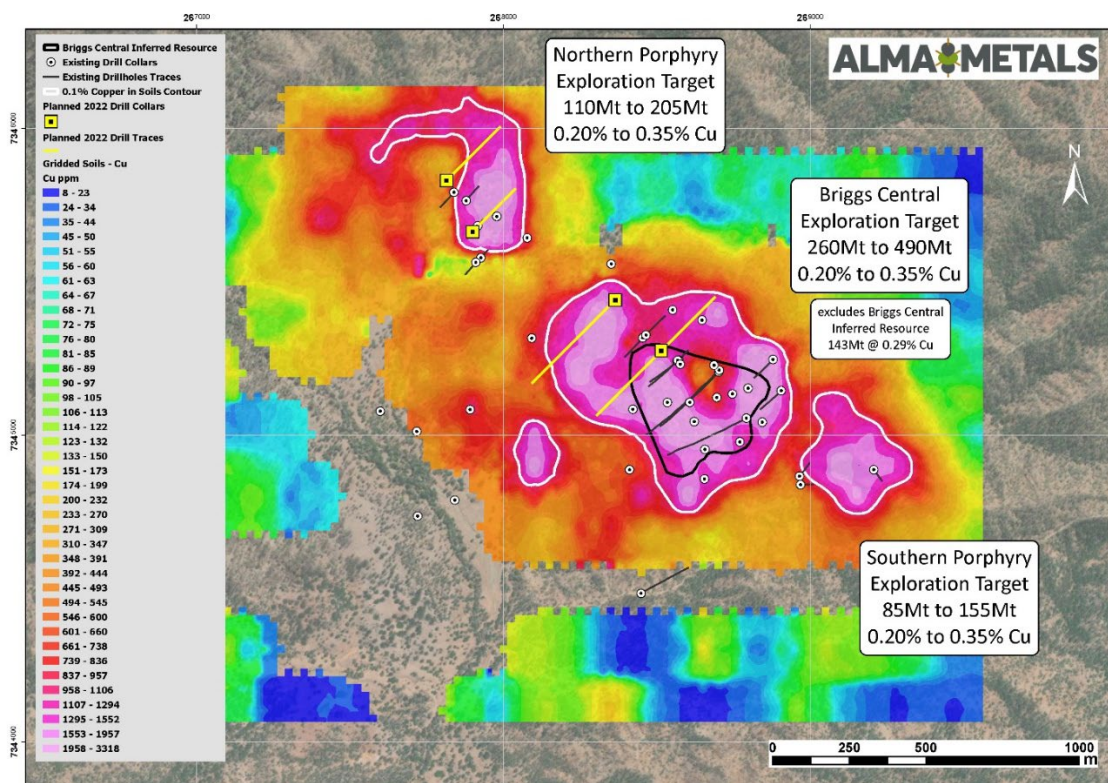 267000
268000
269000
Briggs Central Inferred Resource
Existing Drill Collars
Existing Drillholes Traces
0.1% Copper in Soils Contour
Planned 2022 Drill Collars
Planned 2022 Drill Traces
Gridded Soils - Cu
Cu ppm
8 - 23
24 - 34
35 - 44
45 - 50
51 - 55
56 - 60
61 - 63
64 - 67
68 - 71
72 - 75
76 - 80
81 - 85
86 - 89
90 - 97
98 - 105
106 - 113
114 - 122
123 - 132
133 - 150
151 - 173
174 - 199
200 - 232
233 - 270
271 - 309
310 - 347
348 - 391
392 - 444
445 - 493
494 - 545
546 - 600
601 - 660
661 - 738
739 - 836
837 - 957
958 - 1106
1107 - 1294
1295 - 1552
1553 - 1957
1958 - 3318
Northern Porphyry
Exploration Target
110Mt to 205Mt
0.20% to 0.35% Cu
ALMA METALS
N
Briggs Central
Exploration Target
260Mt to 490Mt
0.20% to 0.35% Cu
excludes Briggs Central
Inferred Resource
143Mt @ 0.29% Cu
Southern Porphyry
Exploration Target
85Mt to 155Mt
0.20% to 0.35% Cu
7346000
7345000
7344000
0 250 500 1000
m